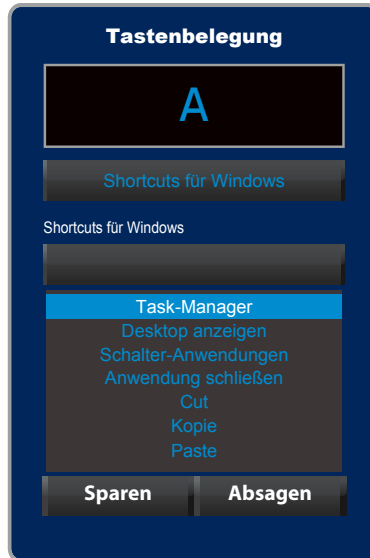 Tastenbelegung
A
Shortcuts für Windows
Shortcuts für Windows
Task-Manager
Desktop anzeigen
Schalter-Anwendungen
Anwendung schließen
Cut
Kopie
Paste
Sparen Absagen